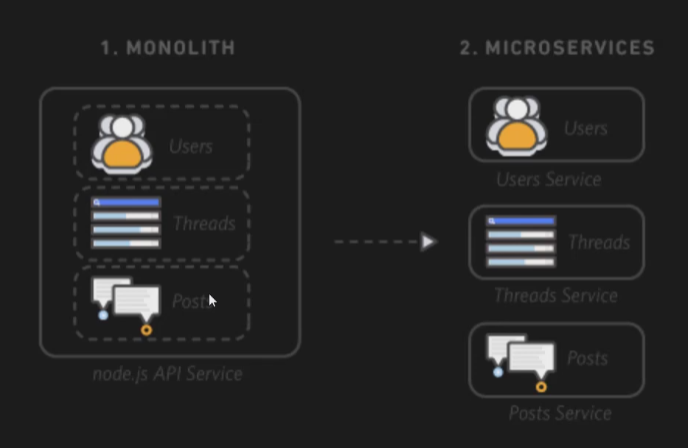 1. MONOLITH
Users
Threads
Posts
node.js API Service
2. MICROSERVICES
Users
Users Service
Threads
Threads Service
Posts
Posts Service